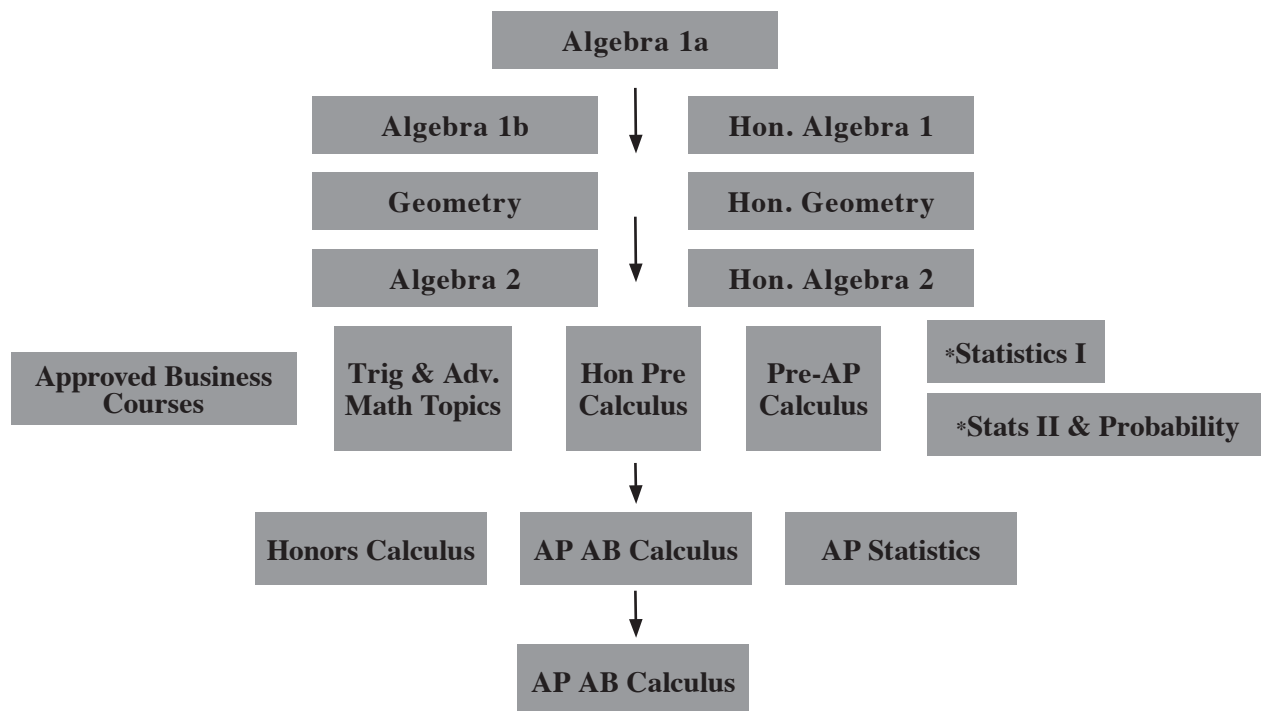 Algebra 1a
Algebra 1b
Hon. Algebra 1
Geometry
Hon. Geometry
Algebra 2
Hon. Algebra 2
Approved Business
Courses
Trig & Adv.
Math Topics
Hon Pre
Calculus
Pre-AP
Calculus
*Statistics I
*Stats II & Probability
Honors Calculus
AP AB Calculus
AP Statistics
AP AB Calculus